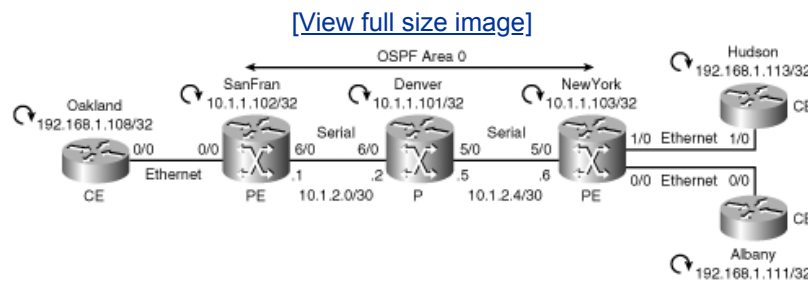 [View full size image]
OSPF Area 0
Hudson
192.168.1.113/32
SanFran
10.1.1.102/32
Denver
10.1.1.101/32
NewYork
10.1.1.103/32
Oakland
192.168.1.108/32
CE
Serial
Serial
1/0 Ethernet 1/0
0/0 0/0
6/0 6/0
5/0 5/0
Ethernet
.1 .2
.5 .6
0/0 Ethernet 0/0
CE
PE
10.1.2.0/30
P
10.1.2.4/30
PE
CE
Albany
192.168.1.111/32